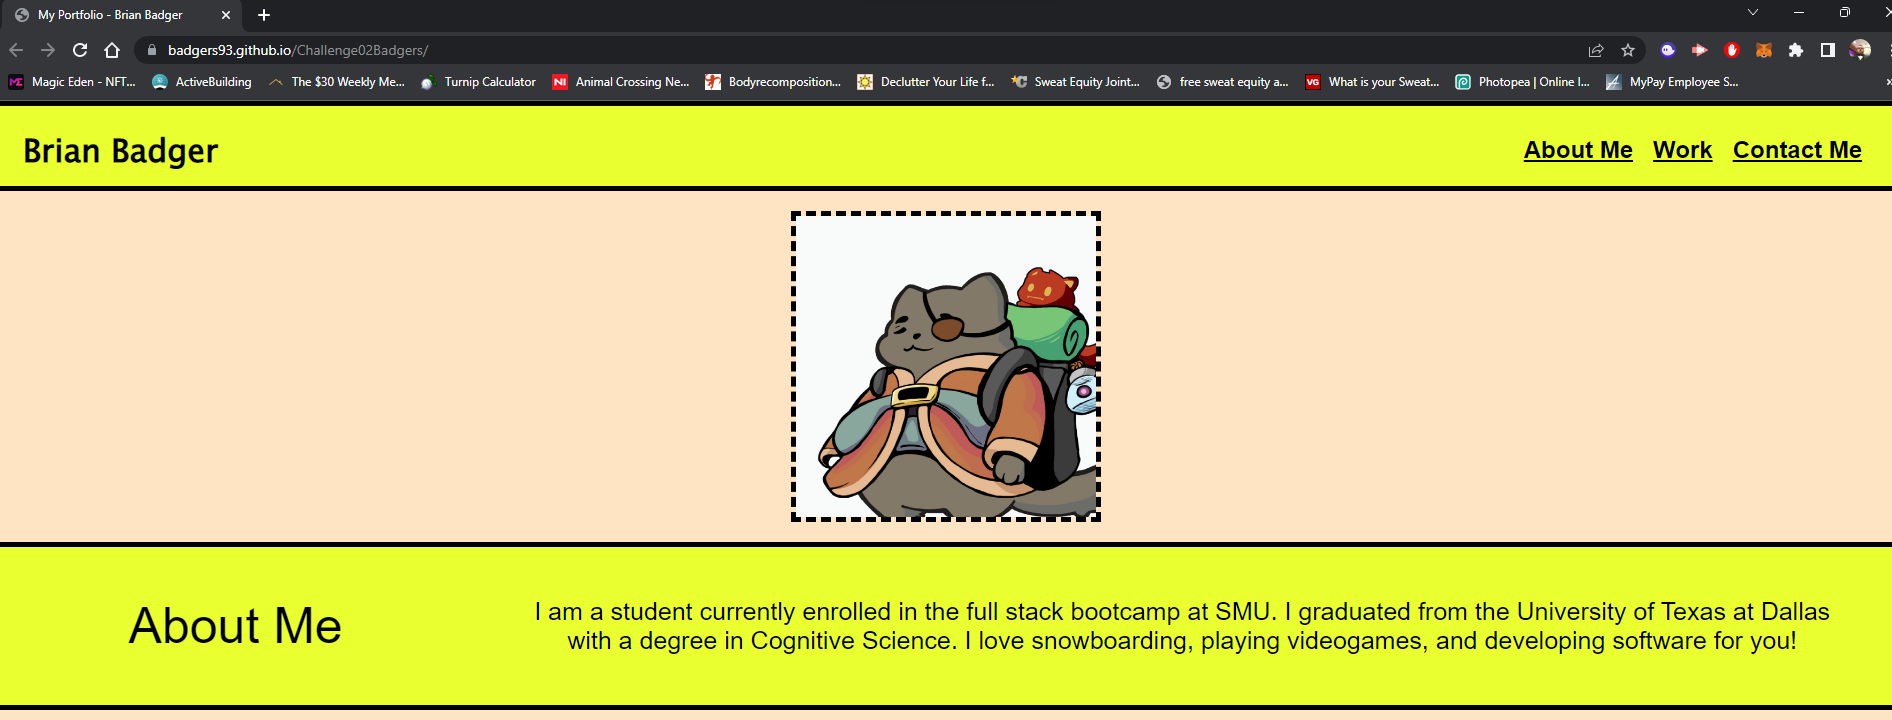 My Portfolio - Brian Badger
badgers93.github.io/Challenge02Badgers/
Magic Eden - NFT... ActiveBuilding The $30 Weekly Me... Turnip Calculator NI Animal Crossing Ne... Bodyrecomposition... Declutter Your Life f... Sweat Equity Joint... free sweat equity a... VG What is your Sweat... Photopea | Online I... MyPay Employee S...
Brian Badger About Me Work Contact Me
About Me
I am a student currently enrolled in the full stack bootcamp at SMU. I graduated from the University of Texas at Dallas
with a degree in Cognitive Science. I love snowboarding, playing videogames, and developing software for you!